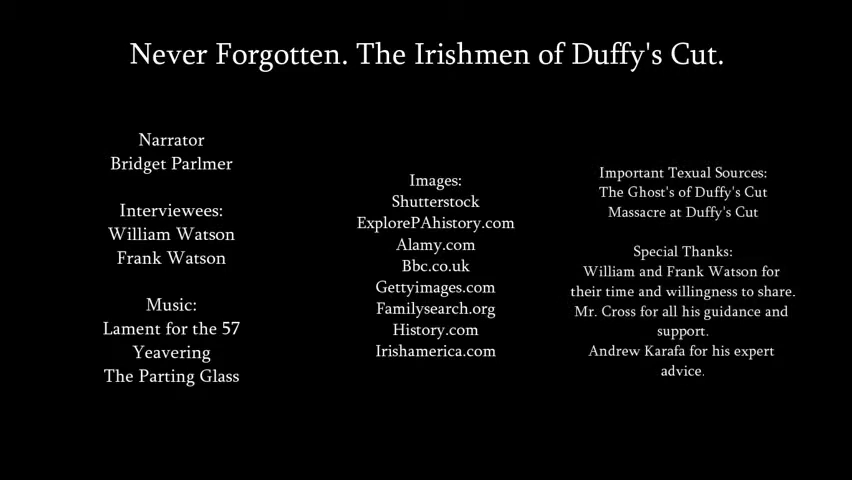 Never Forgotten. The Irishmen of Duffy's Cut.
Narrator
Bridget Parlmer
Interviewees:
William Watson
Frank Watson
Music:
Lament for the 57
Yeavering
The Parting Glass
Images:
Shutterstock
ExplorePAhistory.com
Alamy.com
Bbc.co.uk
Gettyimages.com
Familysearch.org
History.com
Irishamerica.com
Important Texual Sources:
The Ghost's of Duffy's Cut
Massacre at Duffy's Cut
Special Thanks:
William and Frank Watson for
their time and willingness to share.
Mr. Cross for all his guidance and
support.
Andrew Karafa for his expert
advice.